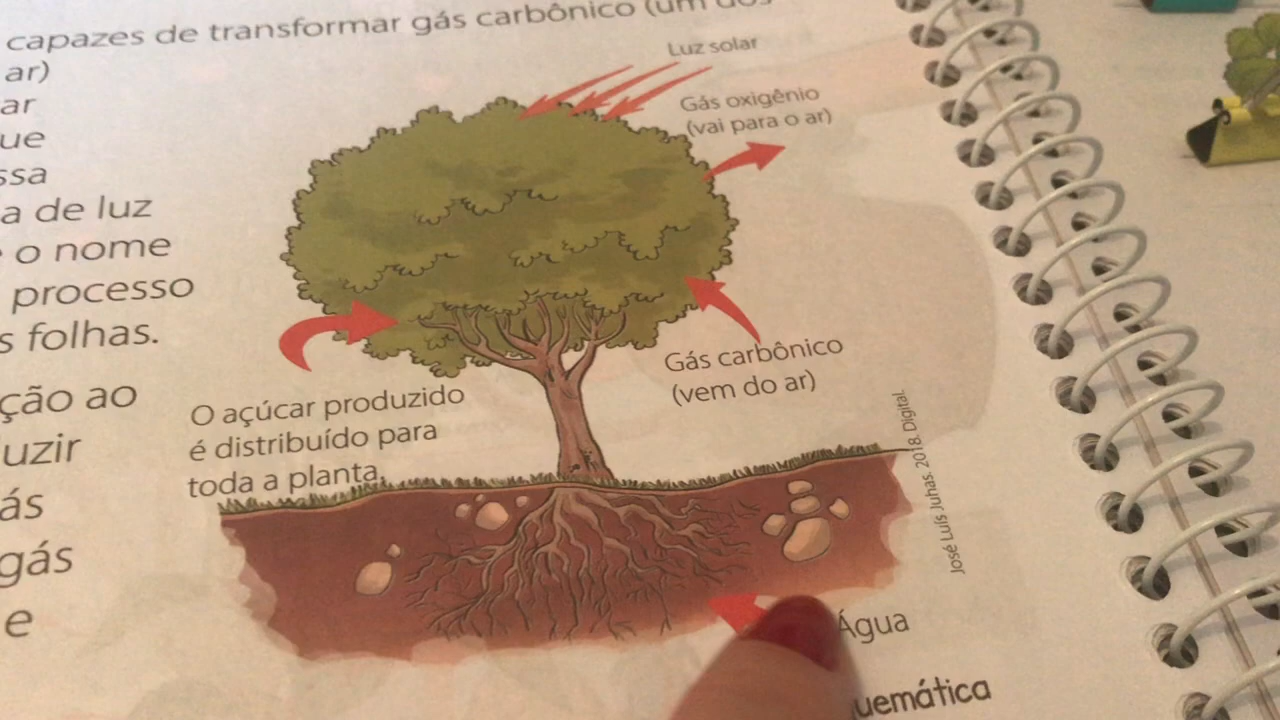 capazes de transformar gás carbônico (um dos
ar)
ar
ue
ssa
a de luz
o nome
processo
s folhas.
ção ao
uzir
ás
gás
e
Luz solar
Gás oxigênio
(vai para o ar)
Gás carbônico
(vem do ar)
O açúcar produzido
é distribuído para
toda a planta.
Água
uemática
José Luís Juhas. 2018. Digital.